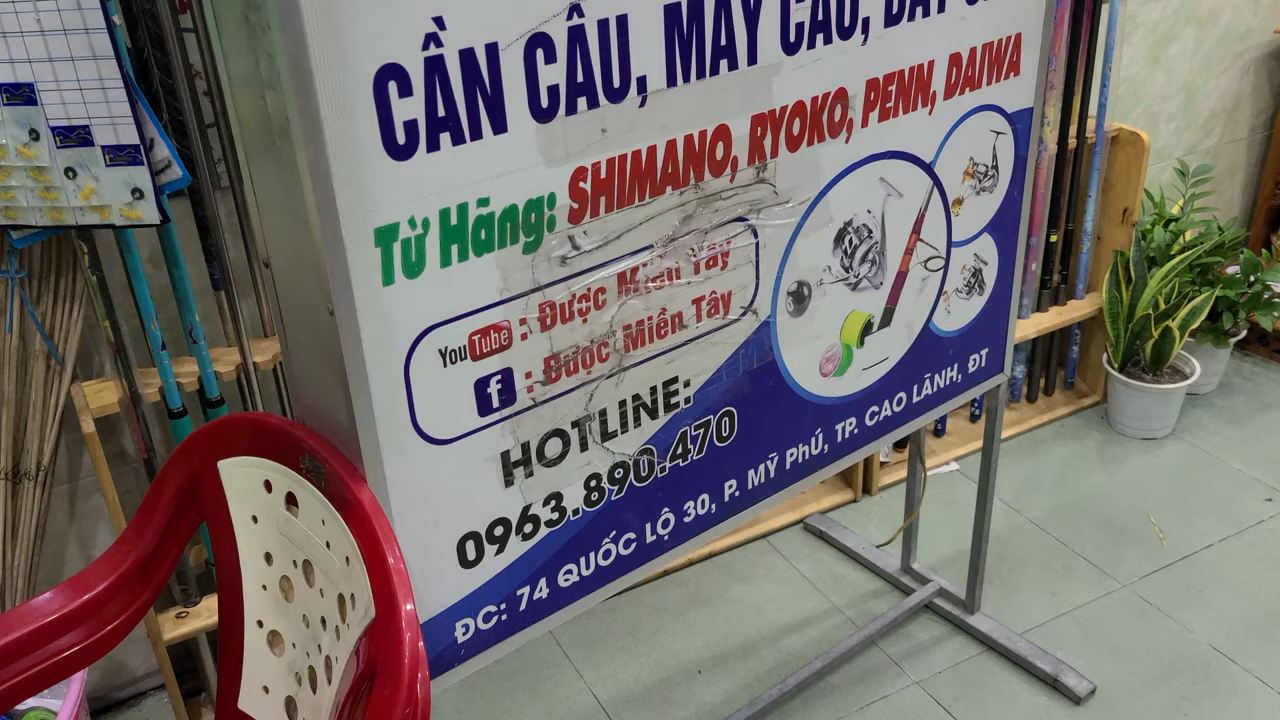 CẦN CÂU, MÁY CÂU, DÂY
Từ Hãng: SHIMANO, RYOKO, PENN, DAIWA
YouTube : Được Miền Tây
f : Được Miền Tây
HOTLINE:
0963.890.470
ĐC: 74 QUỐC LỘ 30, P. MỸ PHÚ, TP. CAO LÃNH, ĐT